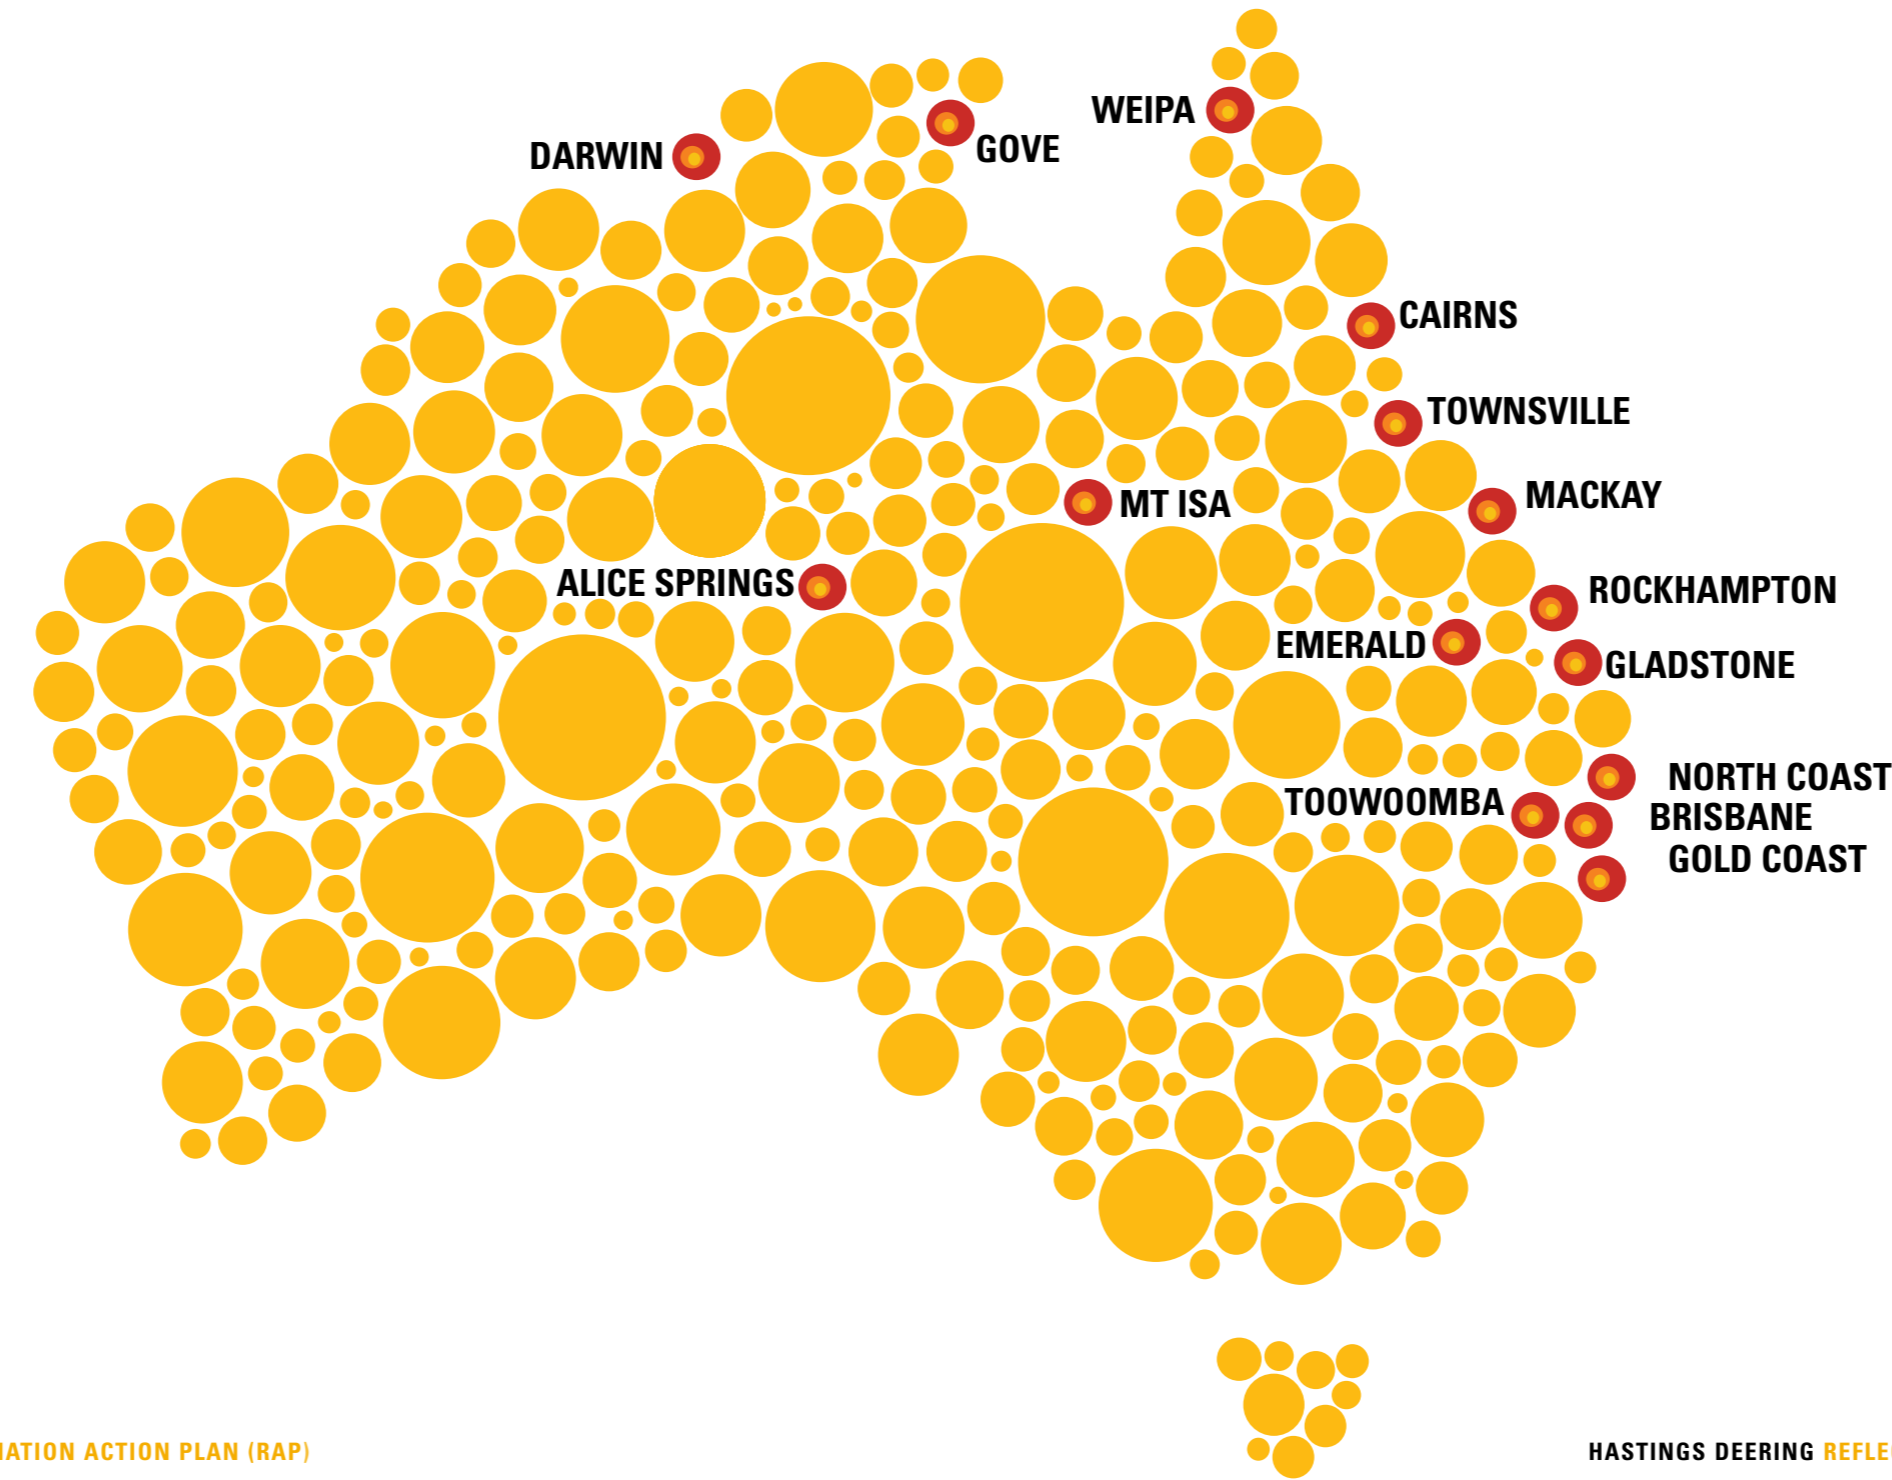 WEIPA
DARWIN
GOVE
CAIRNS
TOWNSVILLE
MT ISA
MACKAY
ALICE SPRINGS
ROCKHAMPTON
EMERALD
GLADSTONE
NORTH COAST
TOOWOOMBA
BRISBANE
GOLD COAST
ACTION PLAN (RAP)
HASTINGS DEERING